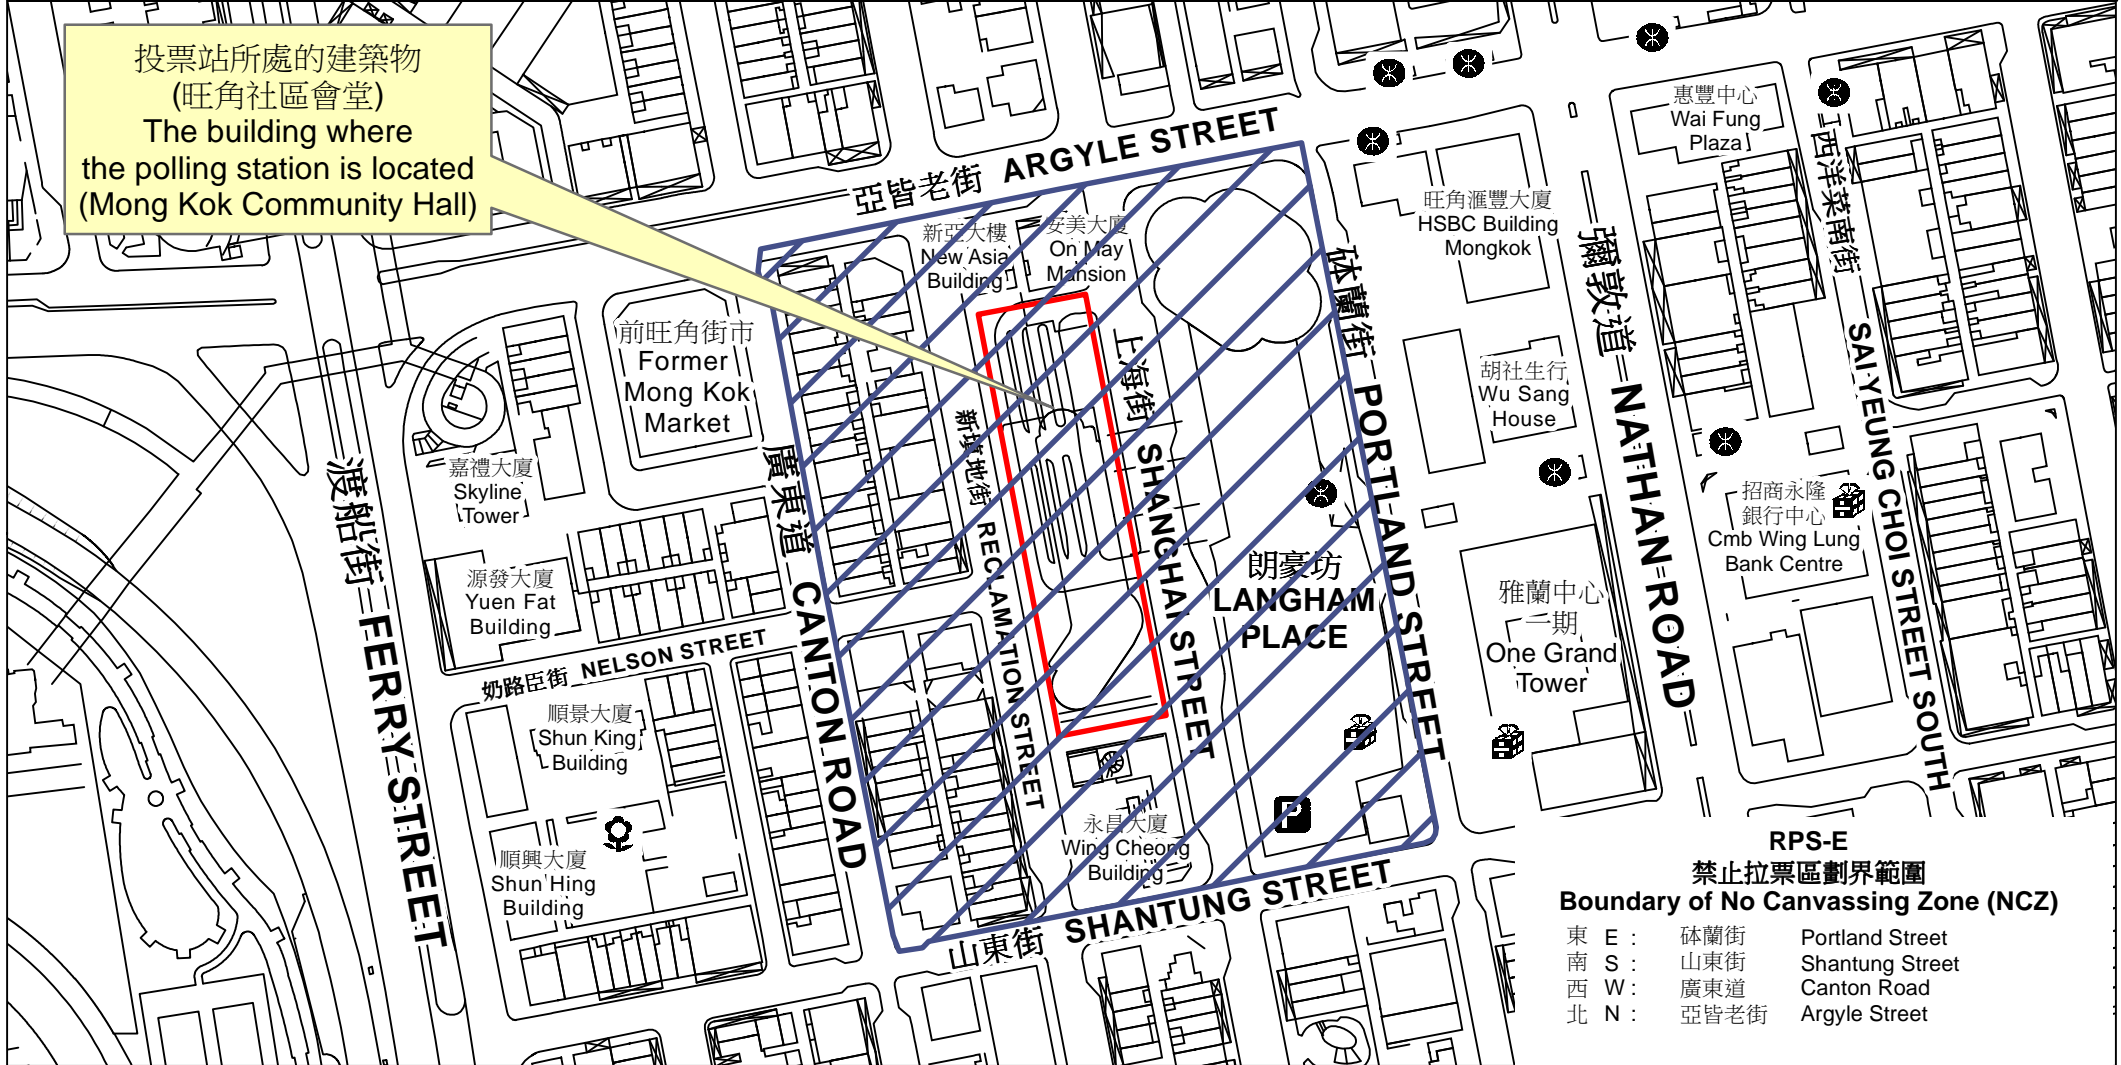 投票站所處的建築物
(旺角社區會堂)
The building where
the polling station is located
(Mong Kok Community Hall)
亞皆老街 ARGYLE STREET
惠豐中心
Wai Fung
Plaza
西洋菜南街 SAI YEUNG CHOI STREET SOUTH
旺角滙豐大廈
HSBC Building
Mongkok
新亞大樓
New Asia
Building
安美大廈
On May
Mansion
砵蘭街 PORTLAND STREET
彌敦道 NATHAN ROAD
前旺角街市
Former
Mong Kok
Market
上海街 SHANGHAI STREET
胡社生行
Wu Sang
House
新填地街 RECLAMATION STREET
廣東道 CANTON ROAD
渡船街 FERRY STREET
嘉禮大廈
Skyline
Tower
招商永隆
銀行中心
Cmb Wing Lung
Bank Centre
朗豪坊
LANGHAM
PLACE
源發大廈
Yuen Fat
Building
雅蘭中心
一期
One Grand
Tower
奶路臣街 NELSON STREET
順景大廈
Shun King
Building
P
永昌大廈
Wing Cheong
Building
順興大廈
Shun Hing
Building
山東街 SHANTUNG STREET
RPS-E
禁止拉票區劃界範圍
Boundary of No Canvassing Zone (NCZ)
東 E : 砵蘭街 Portland Street
南 S : 山東街 Shantung Street
西 W : 廣東道 Canton Road
北 N : 亞皆老街 Argyle Street